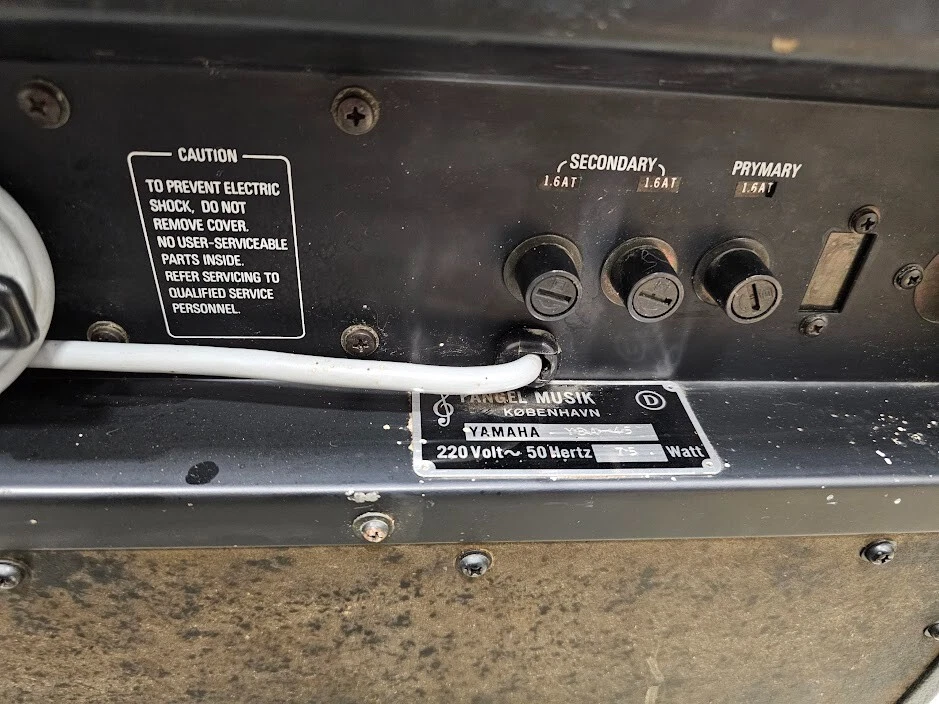 CAUTION
TO PREVENT ELECTRIC
SHOCK, DO NOT
REMOVE COVER.
NO USER-SERVICEABLE
PARTS INSIDE.
REFER SERVICING TO
QUALIFIED SERVICE
PERSONNEL.
SECONDARY
PRYMARY
1.6AT
1.6AT
1.6AT
FANGEL MUSIK
D
KØBENHAVN
YAMAHA
220 Volt~ 50 Hertz 75 Watt